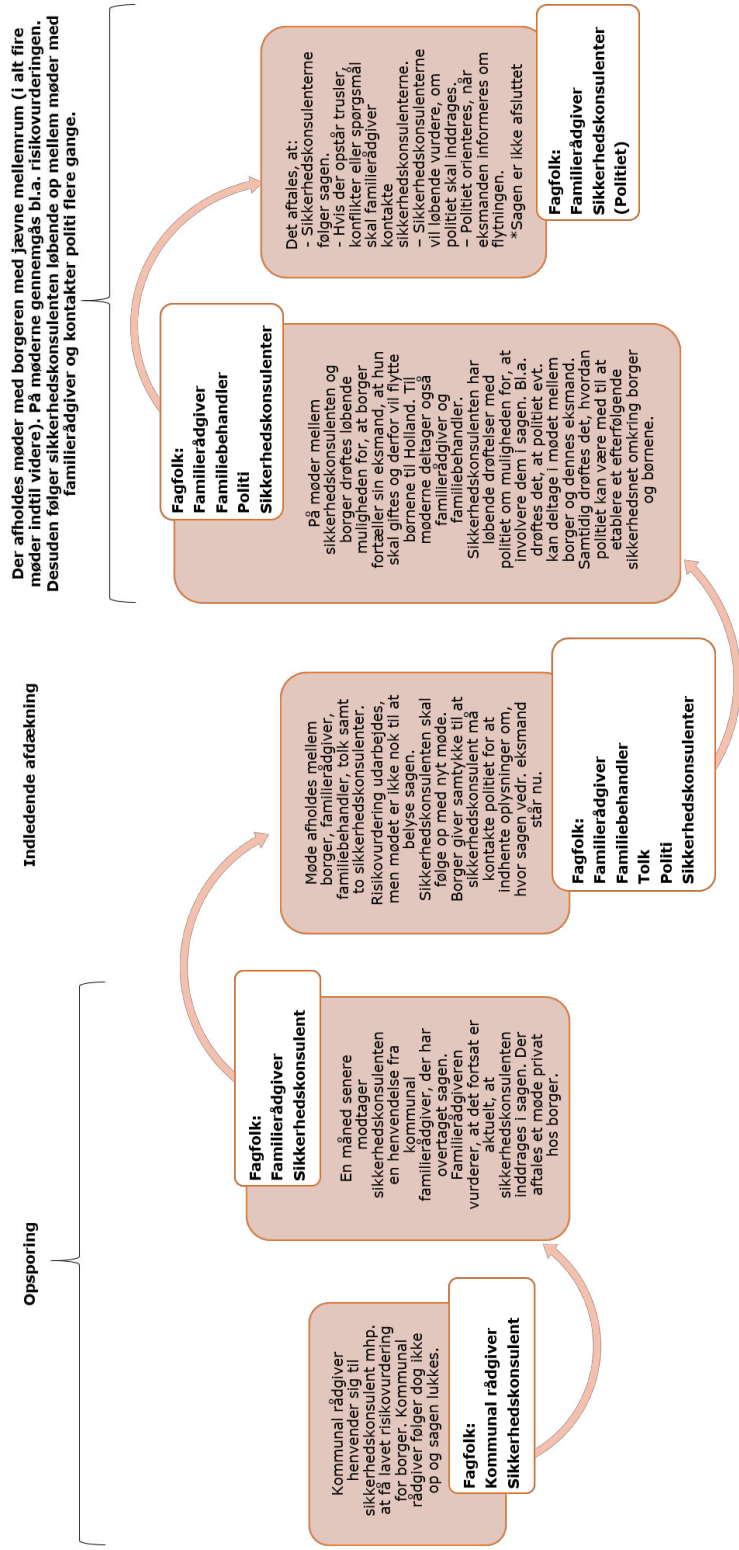 Opsporing
Kommunal rådgiver
henvender sig til
sikkerhedskonsulent mhp.
at få lavet risikovurdering
for borger. Kommunal
rådgiver følger dog ikke
op og sagen lukkes.
Fagfolk:
Kommunal rådgiver
Sikkerhedskonsulent
Fagfolk:
Familierådgiver
Sikkerhedskonsulent
En måned senere
modtager
sikkerhedskonsulenten
en henvendelse fra
kommunal
familierådgiver, der har
overtaget sagen.
Familierådgiveren
vurderer, at det fortsat er
aktuelt, at
sikkerhedskonsulenten
inddrages i sagen. Der
aftales et møde privat
hos borger.
Indledende afdækning
Møde afholdes mellem
borger, familierådgiver,
familiebehandler, tolk samt
to sikkerhedskonsulenter.
Risikovurdering udarbejdes,
men mødet er ikke nok til at
belyse sagen.
Sikkerhedskonsulenten skal
følge op med nyt møde.
Borger giver samtykke til at
sikkerhedskonsulent må
kontakte politiet for at
indhente oplysninger om,
hvor sagen vedr. eksmand
står nu.
Fagfolk:
Familierådgiver
Familiebehandler
Tolk
Politi
Sikkerhedskonsulenter
Der afholdes møder med borgeren med jævne mellemrum (i alt fire
møder indtil videre). På møderne gennemgås bl.a. risikovurderingen.
Desuden følger sikkerhedskonsulenten løbende op mellem møder med
familierådgiver og kontakter politi flere gange.
Fagfolk:
Familierådgiver
Familiebehandler
Politi
Sikkerhedskonsulenter
På møder mellem
sikkerhedskonsulenten og
borger drøftes løbende
muligheden for, at borger
fortæller sin eksmand, at hun
skal giftes og derfor vil flytte
børnene til Holland. Til
møderne deltager også
familierådgiver og
familiebehandler.
Sikkerhedskonsulenten har
løbende drøftelser med
politiet om muligheden for, at
involvere dem i sagen. Bl.a.
drøftes det, at politiet evt.
kan deltage i mødet mellem
borger og dennes eksmand.
Samtidig drøftes det, hvordan
politiet kan være med til at
etablere et efterfølgende
sikkerhedsnet omkring borger
og børnene.
Det aftales, at:
- Sikkerhedskonsulenterne
følger sagen.
- Hvis der opstår trusler,
konflikter eller spørgsmål
skal familierådgiver
kontakte
sikkerhedskonsulenterne.
– Sikkerhedskonsulenterne
vil løbende vurdere, om
politiet skal inddrages.
– Politiet orienteres, når
eksmanden informeres om
flytningen.
*Sagen er ikke afsluttet
Fagfolk:
Familierådgiver
Sikkerhedskonsulenter
(Politiet)